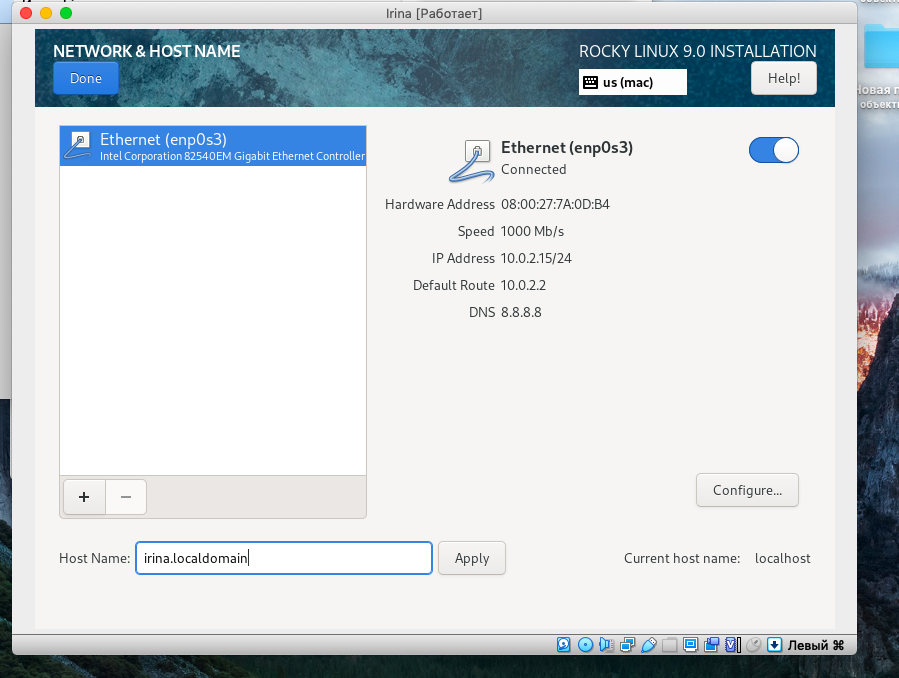 Irina [Работает]
NETWORK & HOST NAME
ROCKY LINUX 9.0 INSTALLATION
Done
us (mac)
Help!
Новая
объекти
Ethernet (enp0s3)
Intel Corporation 82540EM Gigabit Ethernet Controller
Ethernet (enp0s3)
Connected
Hardware Address 08:00:27:7A:0D:B4
Speed 1000 Mb/s
IP Address 10.0.2.15/24
Default Route 10.0.2.2
DNS 8.8.8.8
+ −
Configure...
Host Name: irina.localdomain Apply Current host name: localhost
Левый ⌘